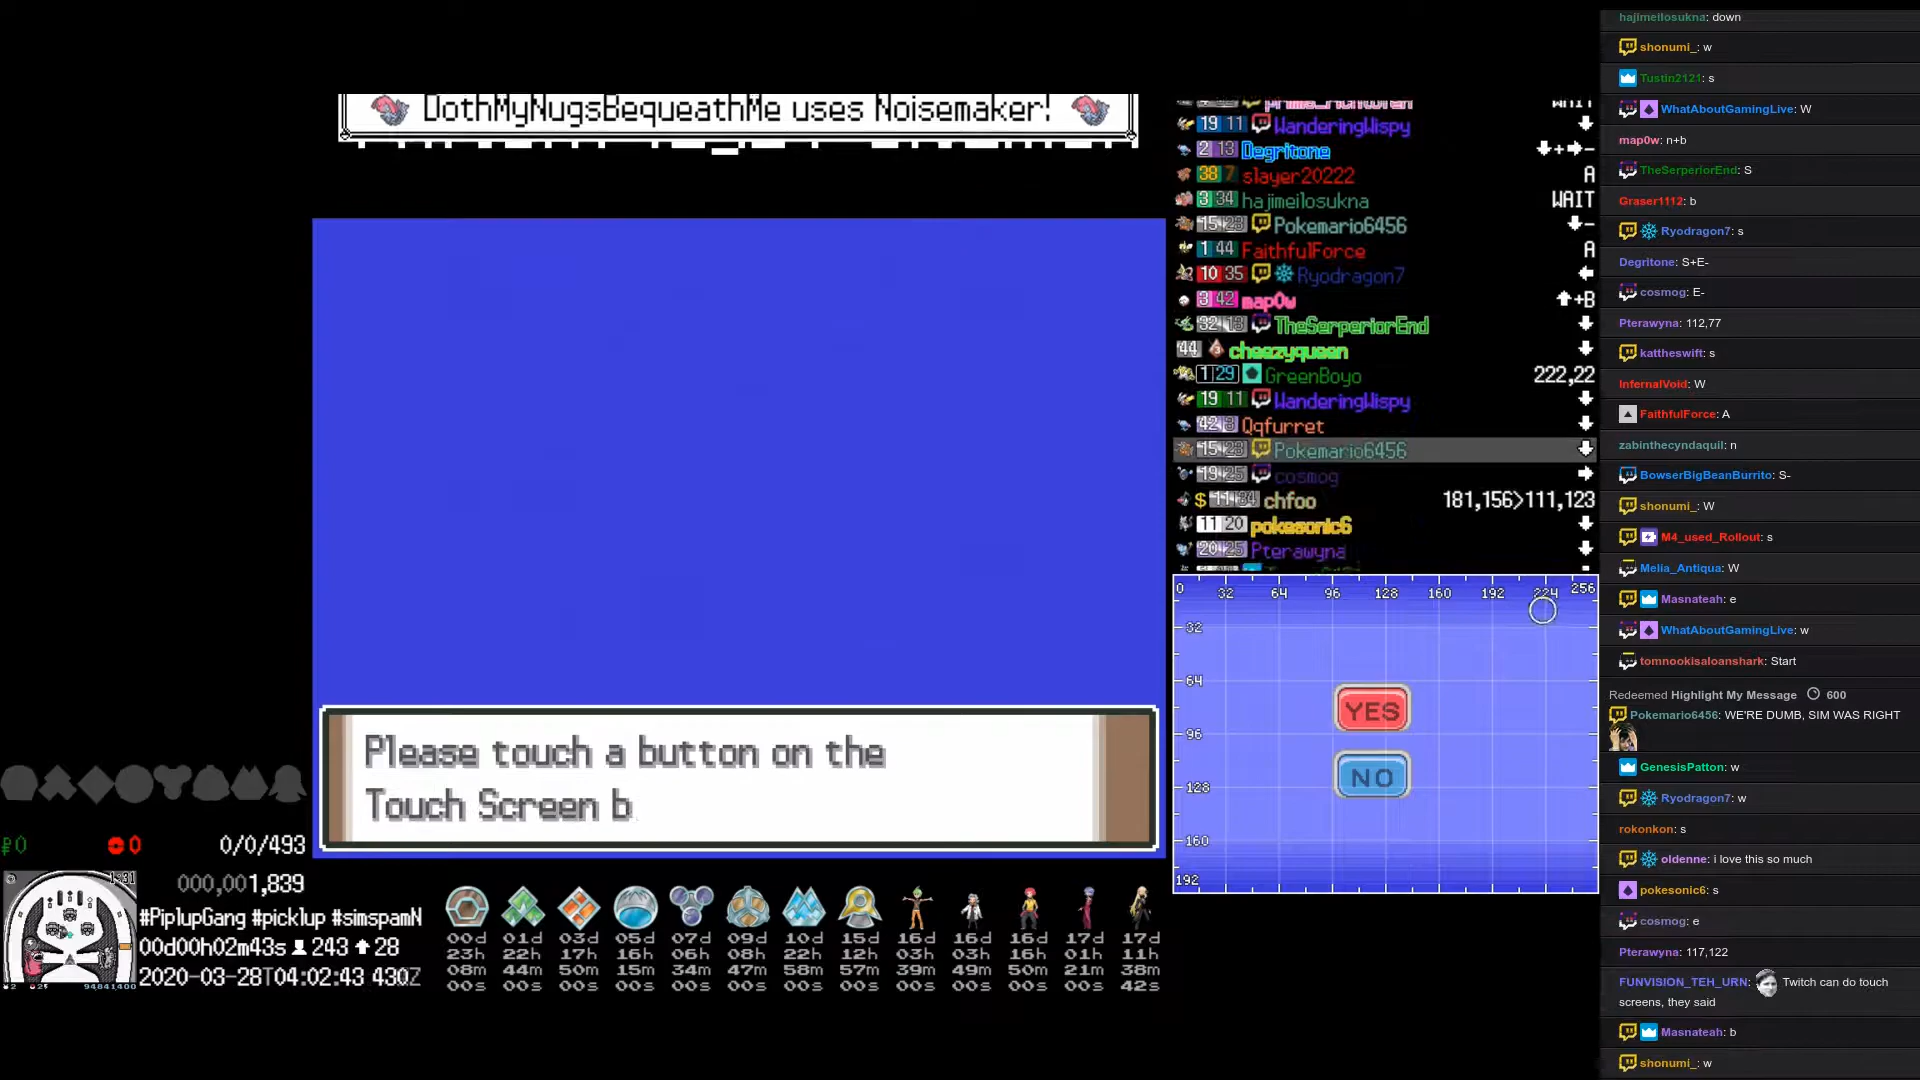 DothMyNugsBequeathMe uses Noisemaker!
WAIT
19 11 WanderingWispy
2 13 Degritone
38 7 slayer20222 A
3 34 hajimeilosukna WAIT
15 23 Pokemario6456
1 44 FaithfulForce A
10 35 Ryodragon7
3 42 map0w +B
32 13 TheSerperiorEnd
44 cheezyqueen
1 29 GreenBoyo 222,22
19 11 WanderingWispy
42 3 Qqfurret
15 23 Pokemario6456
19 25 cosmog
$ 11 34 chfoo 181,156>111,123
11 20 pokesonic6
20 25 Pterawyna
0 32 64 96 128 160 192 224 256
32
64
96
128
160
192
YES
NO
Please touch a button on the
Touch Screen b
0 0 0/0/493
000,001,839
#PiplupGang #picklup #simspamN
00d00h02m43s 243 28
2020-03-28T04:02:43 430Z
1:31
94841400
00d 01d 03d 05d 07d 09d 10d 15d 16d 16d 16d 17d 17d
23h 22h 17h 16h 06h 08h 22h 12h 03h 03h 16h 01h 11h
08m 44m 50m 15m 34m 47m 58m 57m 39m 49m 50m 21m 38m
00s 00s 00s 00s 00s 00s 00s 00s 00s 00s 00s 00s 42s
hajimeilosukna: down
shonumi_: w
Tustin2121: s
WhatAboutGamingLive: W
map0w: n+b
TheSerperiorEnd: S
Graser1112: b
Ryodragon7: s
Degritone: S+E-
cosmog: E-
Pterawyna: 112,77
kattheswift: s
InfernalVoid: W
FaithfulForce: A
zabinthecyndaquil: n
BowserBigBeanBurrito: S-
shonumi_: W
M4_used_Rollout: s
Melia_Antiqua: W
Masnateah: e
WhatAboutGamingLive: w
tomnookisaloanshark: Start
Redeemed Highlight My Message 600
Pokemario6456: WE'RE DUMB, SIM WAS RIGHT
GenesisPatton: w
Ryodragon7: w
rokonkon: s
oldenne: i love this so much
pokesonic6: s
cosmog: e
Pterawyna: 117,122
FUNVISION_TEH_URN: Twitch can do touch
screens, they said
Masnateah: b
shonumi_: w